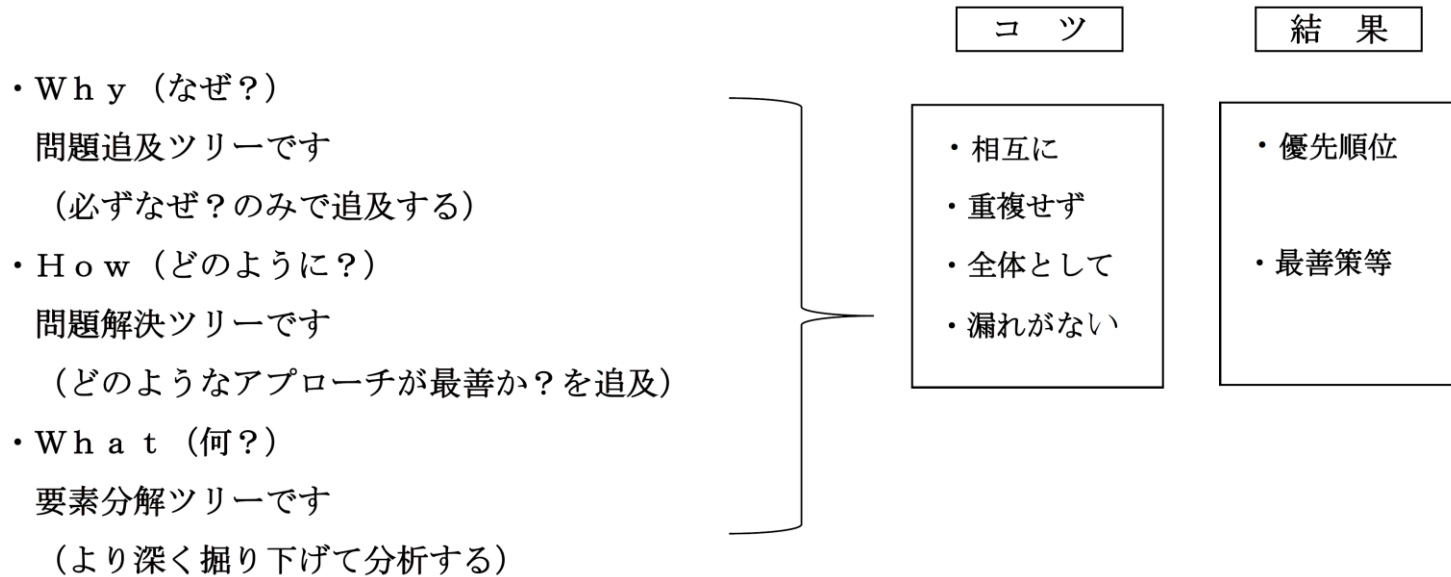 ・Ｗｈｙ（なぜ？）
問題追及ツリーです
（必ずなぜ？のみで追及する）
・Ｈｏｗ（どのように？）
問題解決ツリーです
（どのようなアプローチが最善か？を追及）
・Ｗｈａｔ（何？）
要素分解ツリーです
（より深く掘り下げて分析する）
コ　ツ
・相互に
・重複せず
・全体として
・漏れがない
結　果
・優先順位
・最善策等